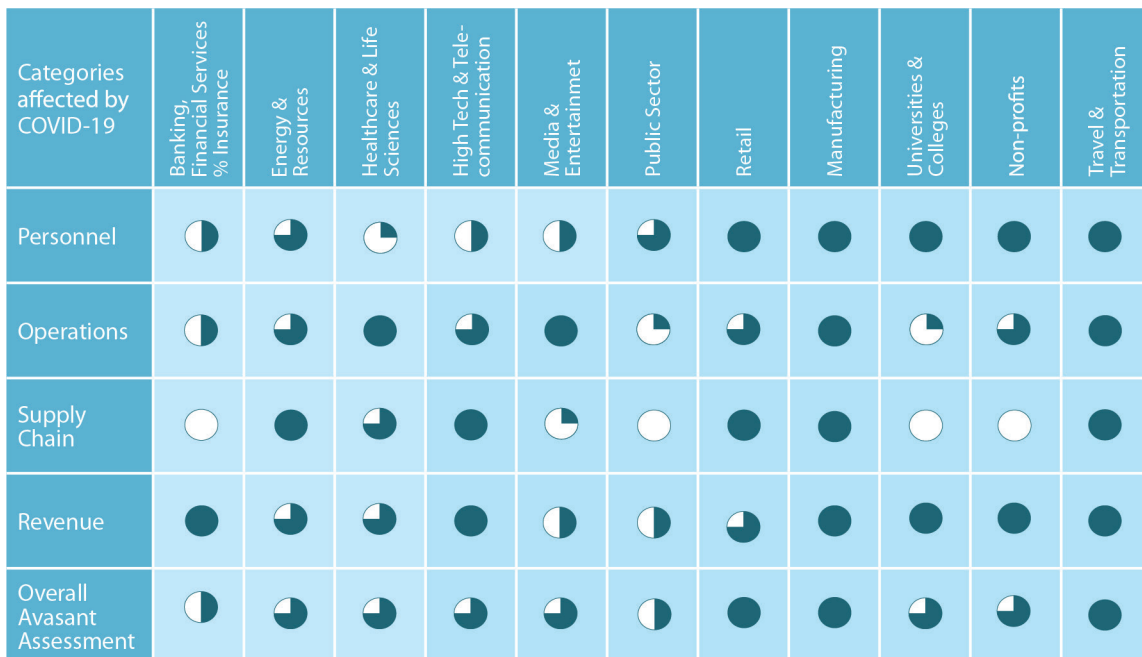 Categories
affected by
COVID-19
Banking,
Financial Services
% Insurance
Energy &
Resources
Healthcare & Life
Sciences
High Tech & Tele-
communication
Media &
Entertainmet
Public Sector
Retail
Manufacturing
Universities &
Colleges
Non-profits
Travel &
Transportation
Personnel
Operations
Supply
Chain
Revenue
Overall
Avasant
Assessment